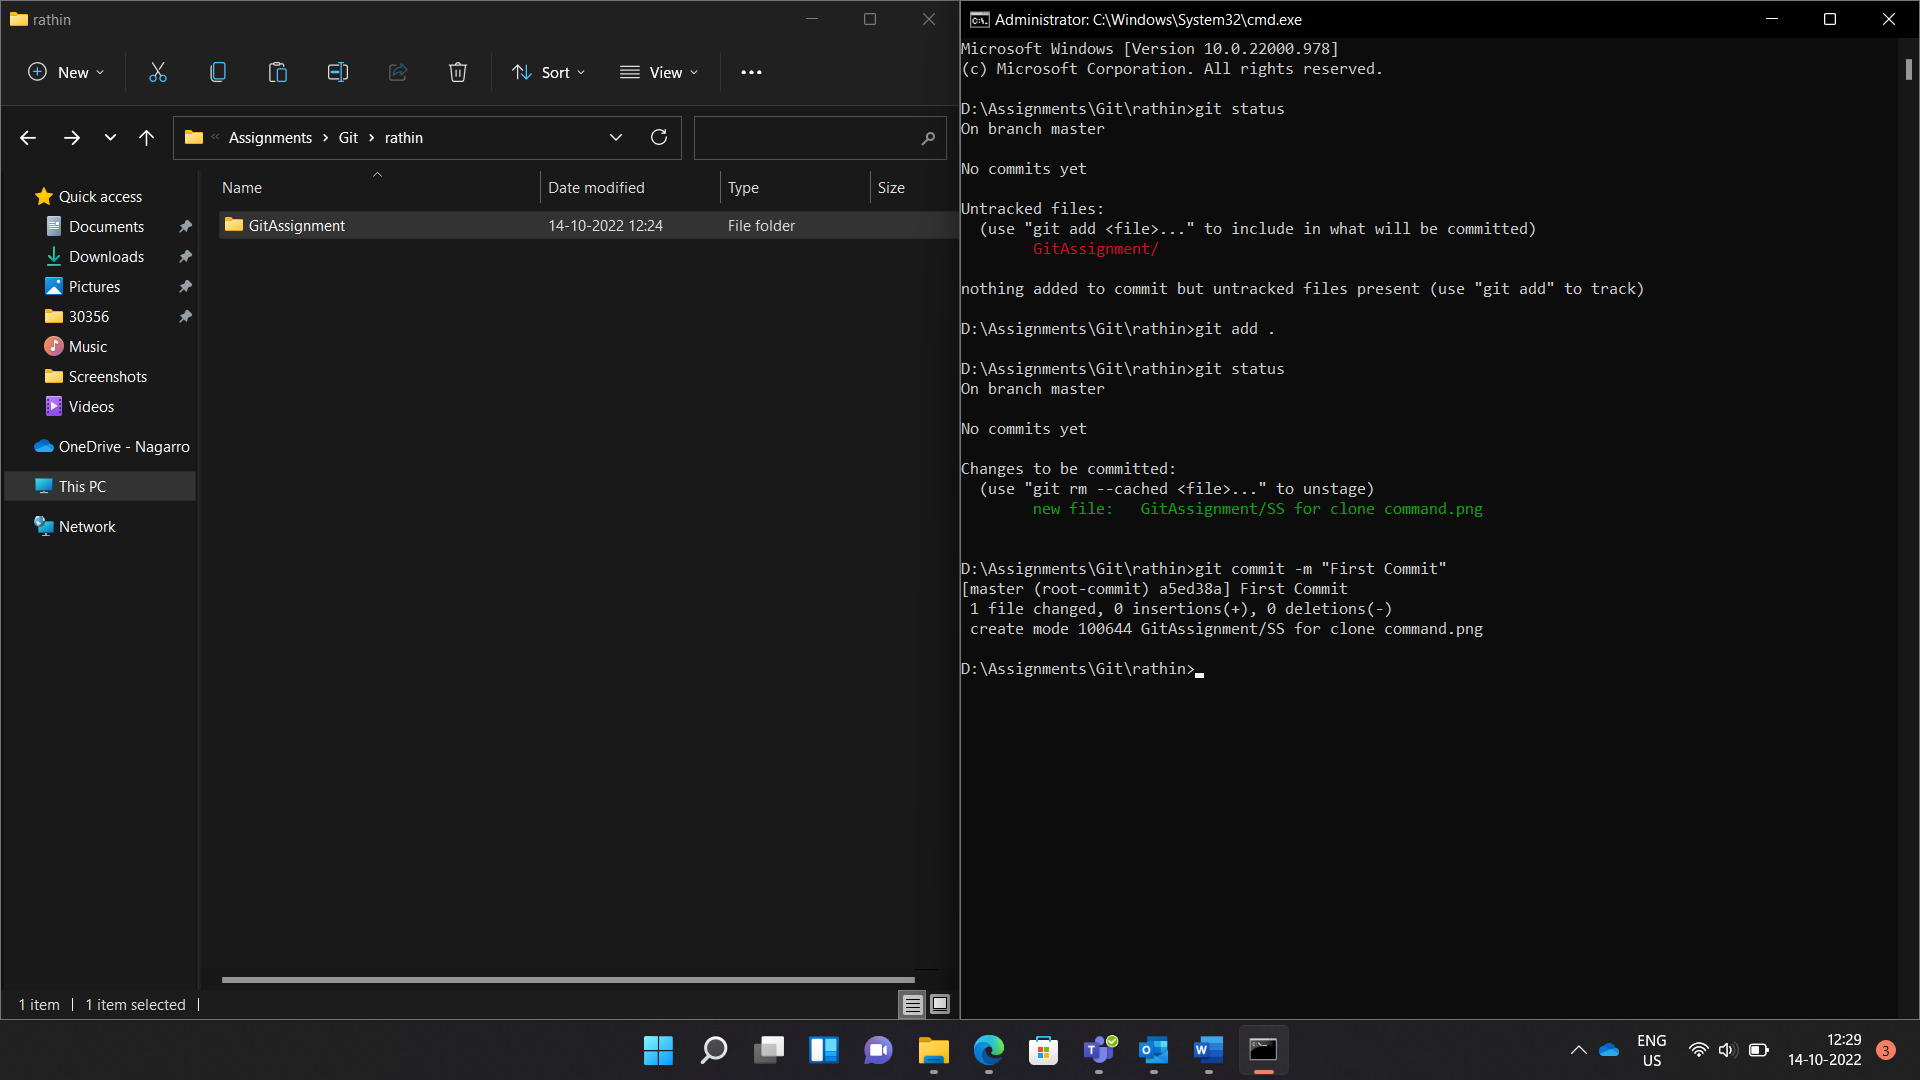 rathin
New
Sort
View
Assignments > Git > rathin
Name
Date modified
Type
Size
GitAssignment
14-10-2022 12:24
File folder
Quick access
Documents
Downloads
Pictures
30356
Music
Screenshots
Videos
OneDrive - Nagarro
This PC
Network
1 item
1 item selected
Administrator: C:\Windows\System32\cmd.exe
Microsoft Windows [Version 10.0.22000.978]
(c) Microsoft Corporation. All rights reserved.
D:\Assignments\Git\rathin>git status
On branch master
No commits yet
Untracked files:
(use "git add <file>..." to include in what will be committed)
GitAssignment/
nothing added to commit but untracked files present (use "git add" to track)
D:\Assignments\Git\rathin>git add .
D:\Assignments\Git\rathin>git status
On branch master
No commits yet
Changes to be committed:
(use "git rm --cached <file>..." to unstage)
new file:   GitAssignment/SS for clone command.png
D:\Assignments\Git\rathin>git commit -m "First Commit"
[master (root-commit) a5ed38a] First Commit
1 file changed, 0 insertions(+), 0 deletions(-)
create mode 100644 GitAssignment/SS for clone command.png
D:\Assignments\Git\rathin>
ENG
US
12:29
14-10-2022
3